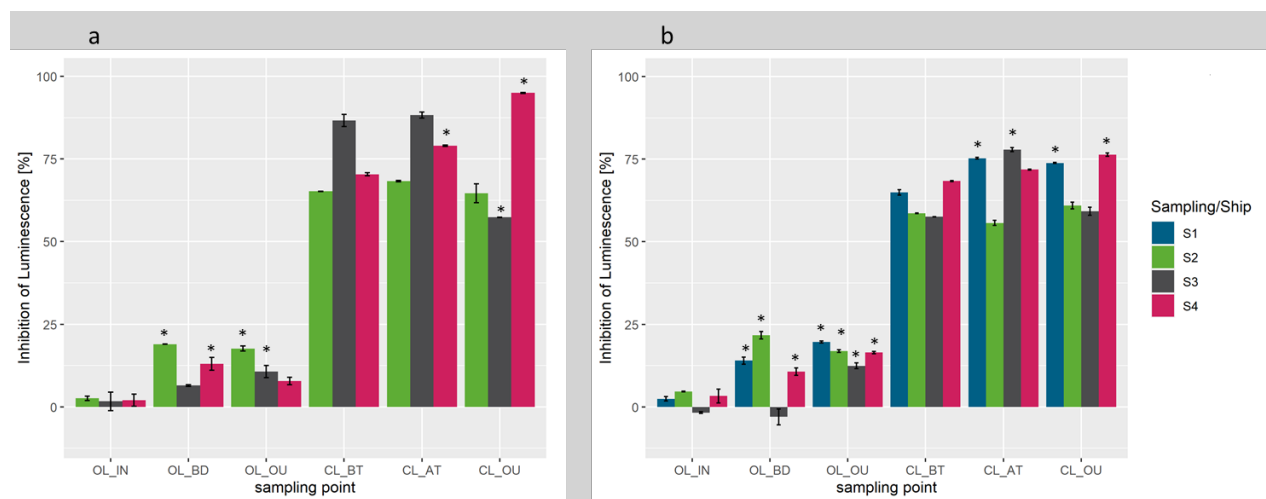 a
Inhibition of Luminescence [%]
100
75
50
25
0
* * * * * * * *
OL_IN OL_BD OL_OU CL_BT CL_AT CL_OU
sampling point
b
Inhibition of Luminescence [%]
100
75
50
25
0
* * * * * * * * * * *
OL_IN OL_BD OL_OU CL_BT CL_AT CL_OU
sampling point
Sampling/Ship
S1
S2
S3
S4